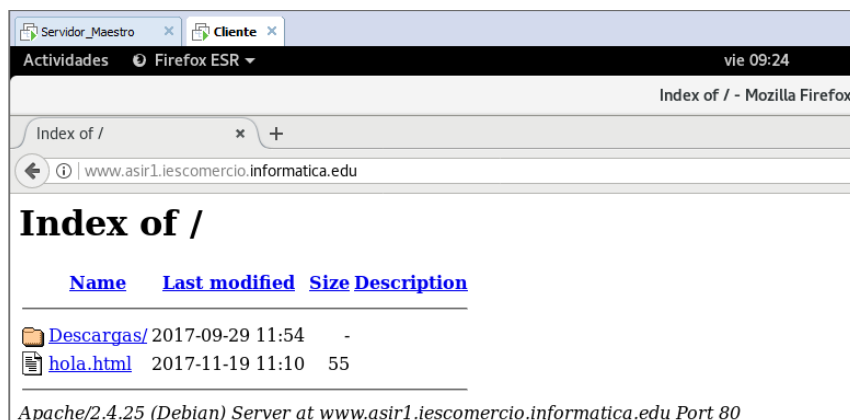 Servidor_Maestro × Cliente ×
Actividades Firefox ESR vie 09:24
Index of / - Mozilla Firefox
Index of / × +
www.asir1.iescomercio.informatica.edu
Index of /
Name Last modified Size Description
Descargas/ 2017-09-29 11:54 -
hola.html 2017-11-19 11:10 55
Apache/2.4.25 (Debian) Server at www.asir1.iescomercio.informatica.edu Port 80